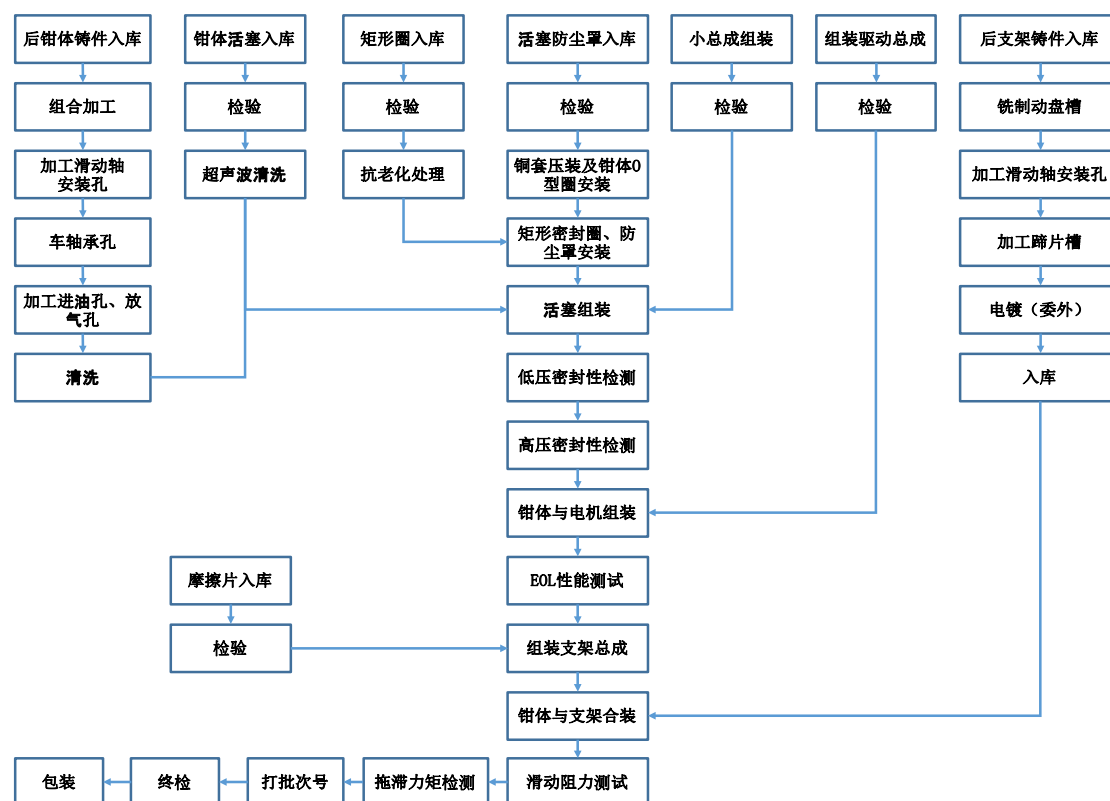 后钳体铸件入库
钳体活塞入库
矩形圈入库
活塞防尘罩入库
小总成组装
组装驱动总成
后支架铸件入库
组合加工
检验
检验
检验
检验
检验
铣制动盘槽
加工滑动轴
安装孔
超声波清洗
抗老化处理
铜套压装及钳体O
型圈安装
加工滑动轴安装孔
车轴承孔
矩形密封圈、防
尘罩安装
加工蹄片槽
加工进油孔、放
气孔
活塞组装
电镀（委外）
清洗
低压密封性检测
入库
高压密封性检测
钳体与电机组装
摩擦片入库
EOL性能测试
检验
组装支架总成
钳体与支架合装
包装
终检
打批次号
拖滞力矩检测
滑动阻力测试